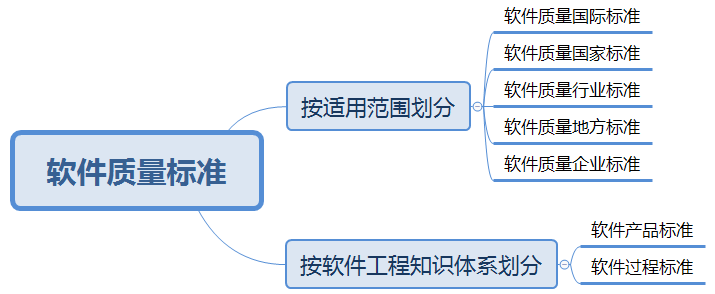 软件质量标准
按适用范围划分
软件质量国际标准
软件质量国家标准
软件质量行业标准
软件质量地方标准
软件质量企业标准
按软件工程知识体系划分
软件产品标准
软件过程标准